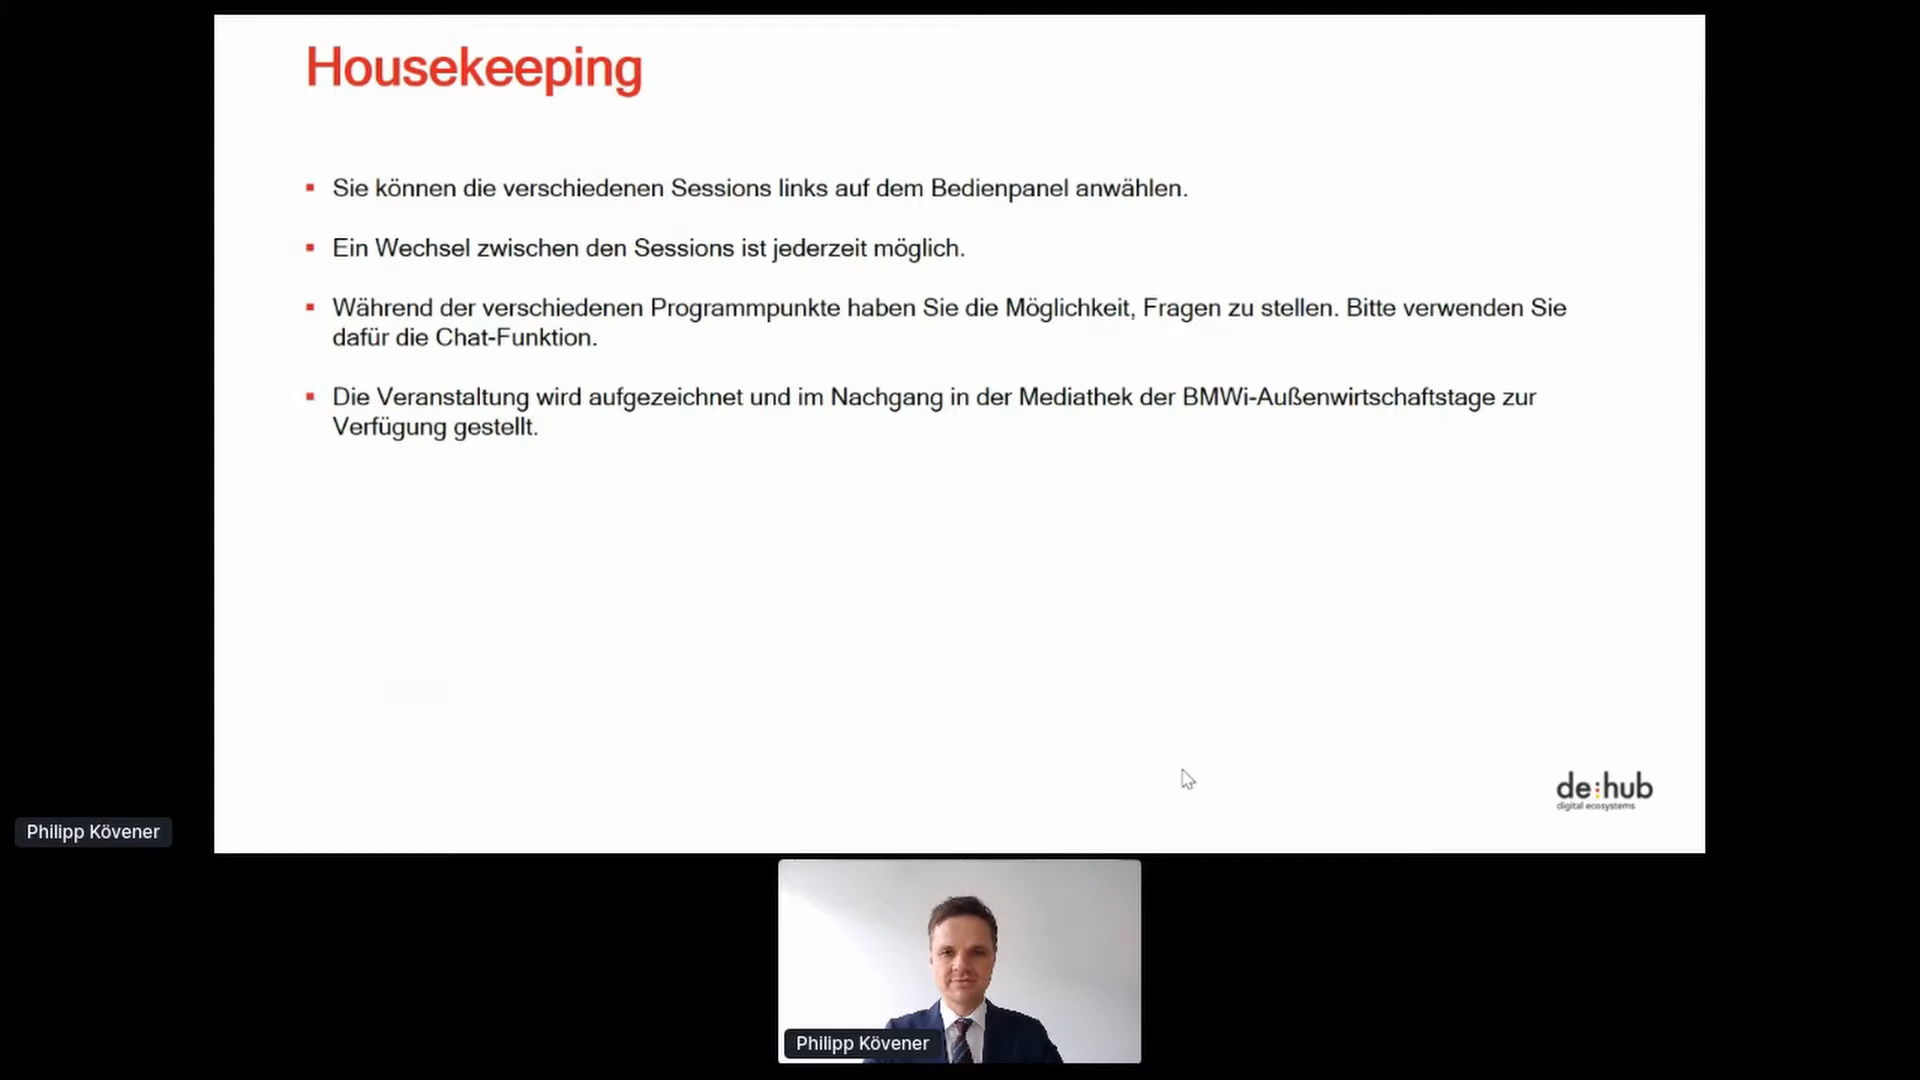 Housekeeping
Sie können die verschiedenen Sessions links auf dem Bedienpanel anwählen.
Ein Wechsel zwischen den Sessions ist jederzeit möglich.
Während der verschiedenen Programmpunkte haben Sie die Möglichkeit, Fragen zu stellen. Bitte verwenden Sie
dafür die Chat-Funktion.
Die Veranstaltung wird aufgezeichnet und im Nachgang in der Mediathek der BMWi-Außenwirtschaftstage zur
Verfügung gestellt.
de:hub
digital ecosystems
Philipp Kövener
Philipp Kövener